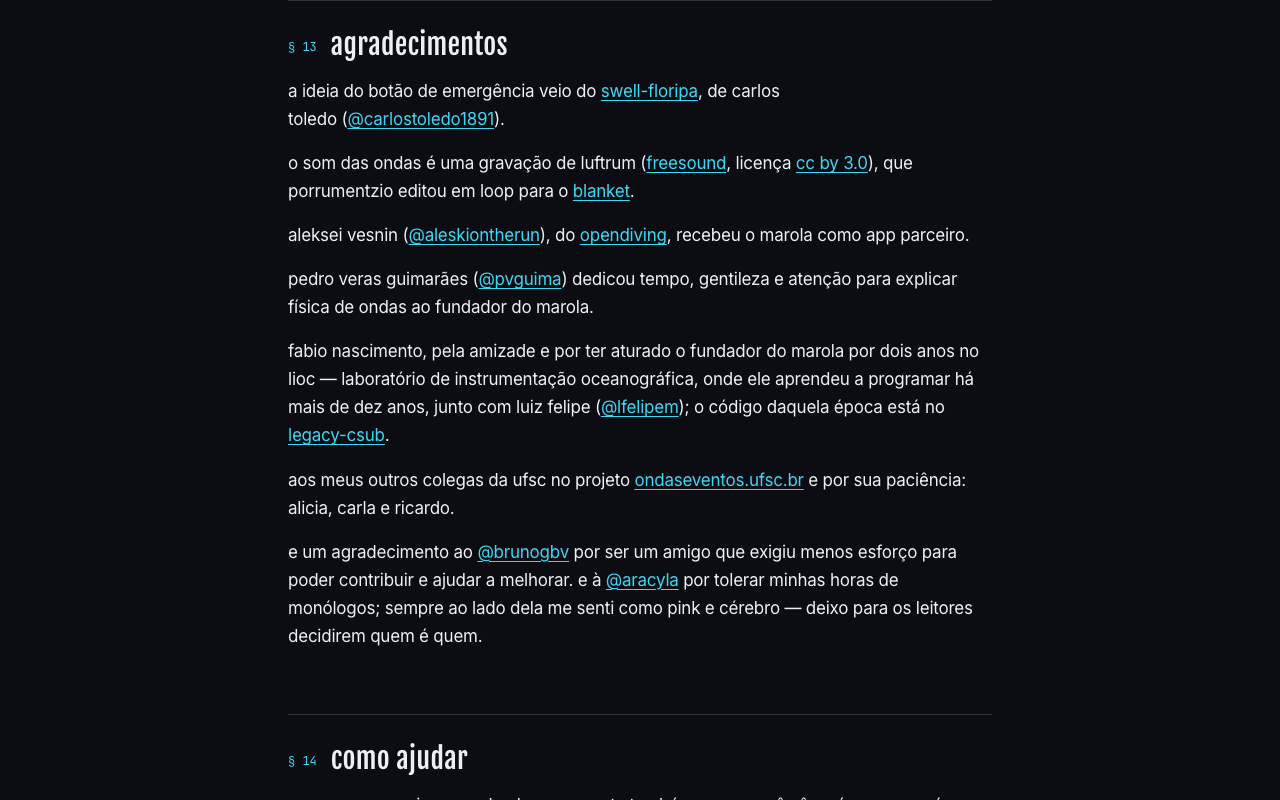 § 13 agradecimentos
a ideia do botão de emergência veio do swell-floripa, de carlos
toledo (@carlostoledo1891).
o som das ondas é uma gravação de luftrum (freesound, licença cc by 3.0), que
porrumentzio editou em loop para o blanket.
aleksei vesnin (@aleskiontherun), do opendiving, recebeu o marola como app parceiro.
pedro veras guimarães (@pvguima) dedicou tempo, gentileza e atenção para explicar
física de ondas ao fundador do marola.
fabio nascimento, pela amizade e por ter aturado o fundador do marola por dois anos no
lioc — laboratório de instrumentação oceanográfica, onde ele aprendeu a programar há
mais de dez anos, junto com luiz felipe (@lfelipem); o código daquela época está no
legacy-csub.
aos meus outros colegas da ufsc no projeto ondaseventos.ufsc.br e por sua paciência:
alicia, carla e ricardo.
e um agradecimento ao @brunogbv por ser um amigo que exigiu menos esforço para
poder contribuir e ajudar a melhorar. e à @aracyla por tolerar minhas horas de
monólogos; sempre ao lado dela me senti como pink e cérebro — deixo para os leitores
decidirem quem é quem.
§ 14 como ajudar